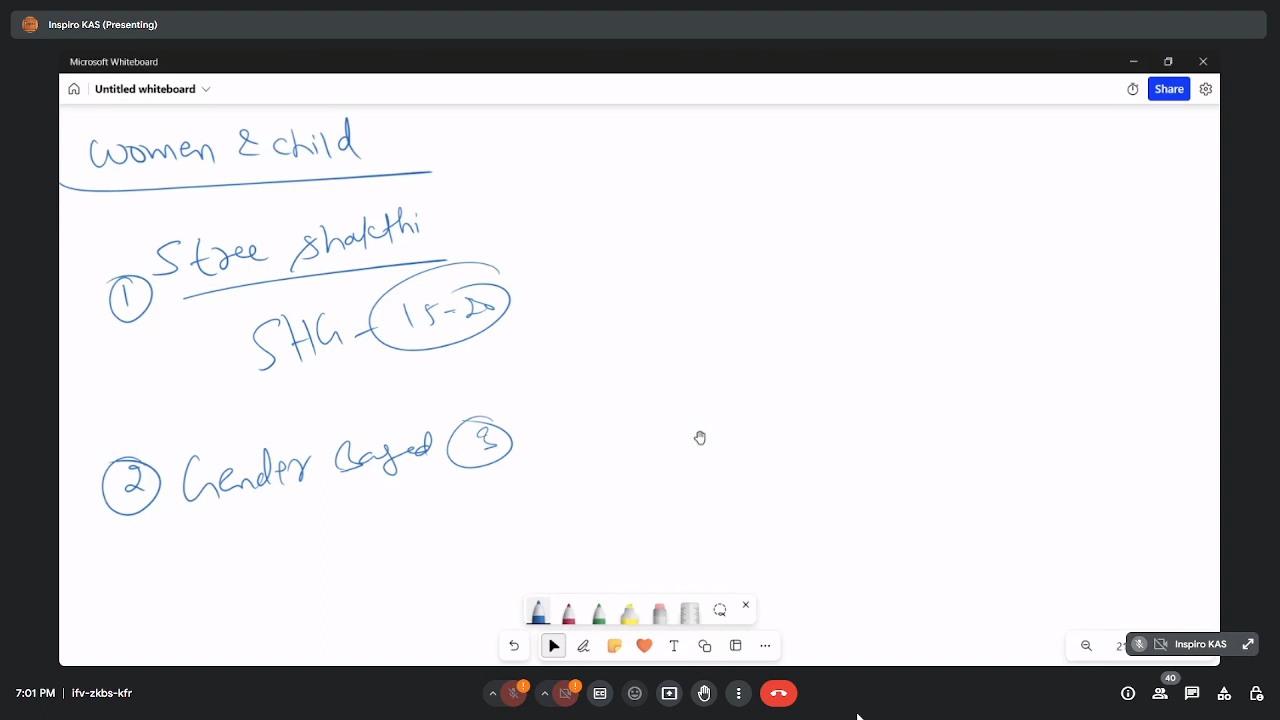 Inspiro KAS (Presenting)
Microsoft Whiteboard
Untitled whiteboard
Share
women & child
1 Stree shakthi
SHG - 15-20
2 Gender Based 3
Inspiro KAS
7:01 PM | ifv-zkbs-kfr
40